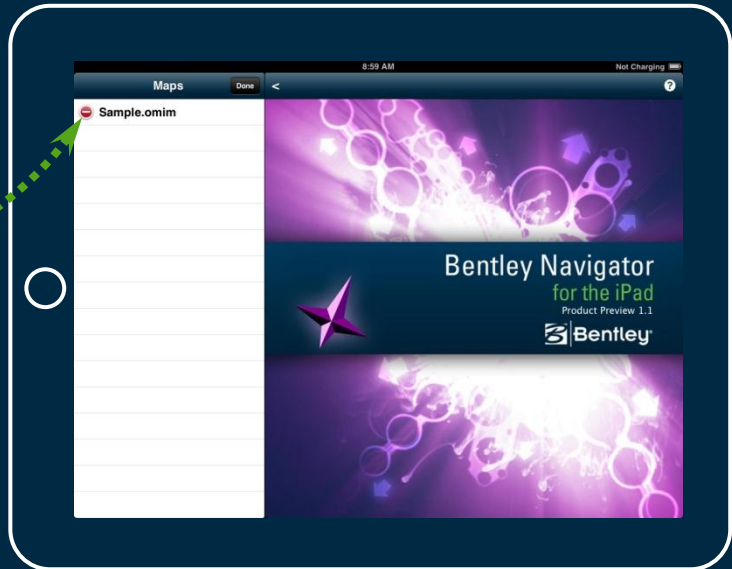 8:59 AM
Not Charging
Maps
Done
<
?
Sample.omim
Bentley Navigator
for the iPad
Product Preview 1.1
Bentley